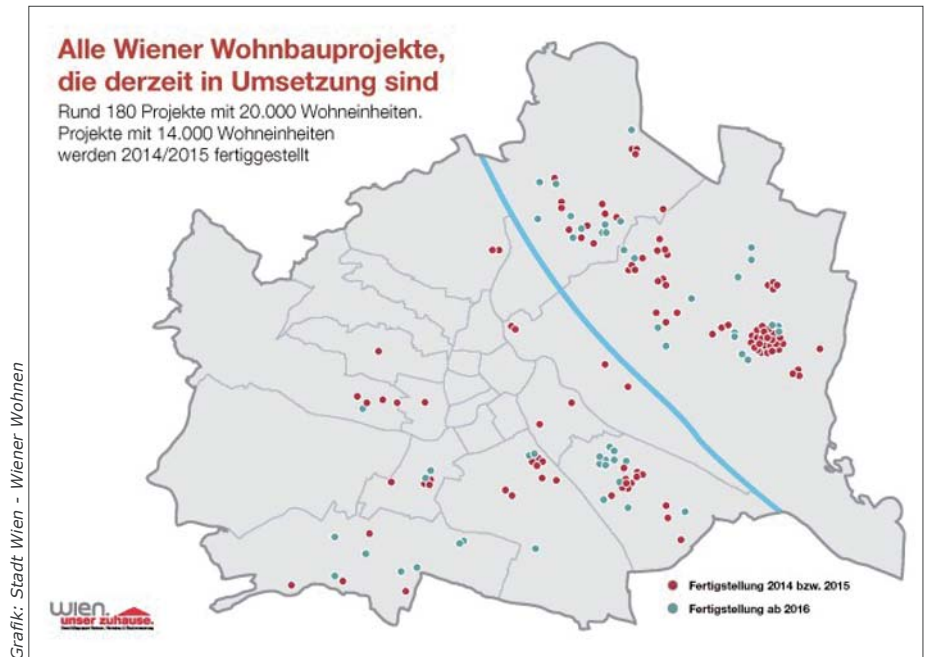 Alle Wiener Wohnbauprojekte,
die derzeit in Umsetzung sind
Rund 180 Projekte mit 20.000 Wohneinheiten.
Projekte mit 14.000 Wohneinheiten
werden 2014/2015 fertiggestellt
Fertigstellung 2014 bzw. 2015
Fertigstellung ab 2016
wien.
unser zuhause.
Grafik: Stadt Wien - Wiener Wohnen